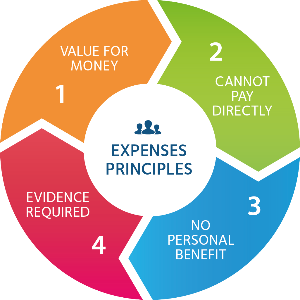 VALUE FOR
MONEY
1
2
CANNOT
PAY
DIRECTLY
EXPENSES
PRINCIPLES
3
NO
PERSONAL
BENEFIT
EVIDENCE
REQUIRED
4